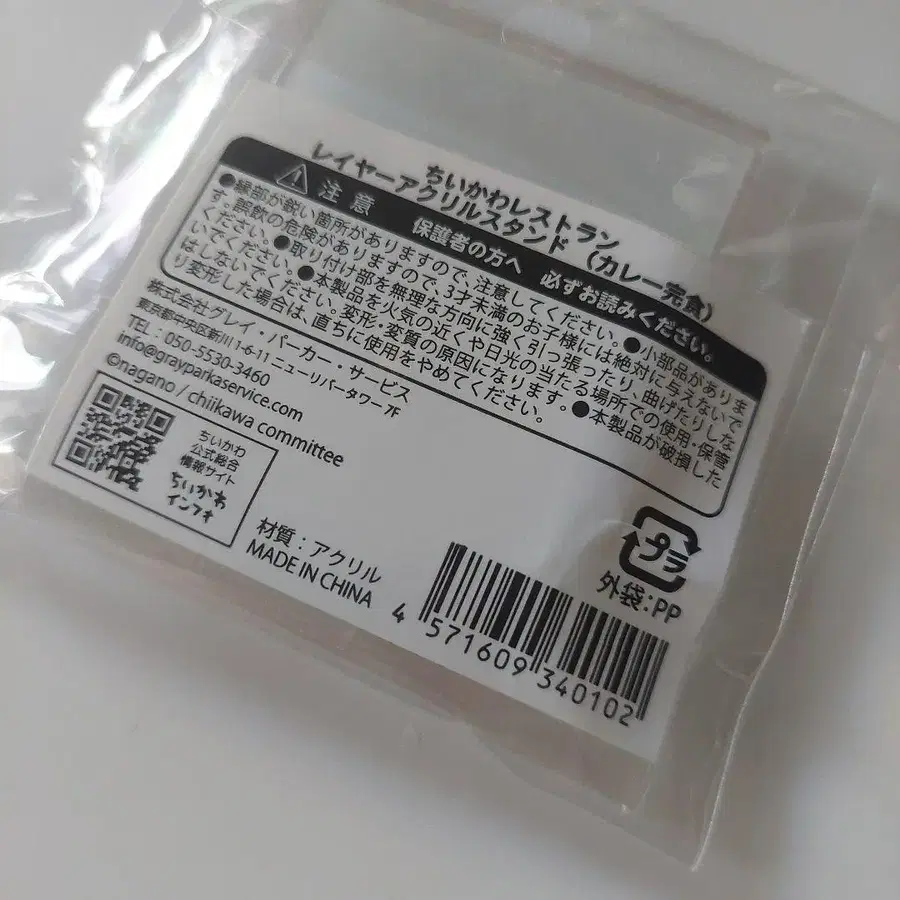 ちいかわレストラン
レイヤーアクリルスタンド（カレー完食）
注意 保護者の方へ 必ずお読みください。
●縁部が鋭い箇所がありますので、注意してください。●小部品がありま
す。誤飲の危険がありますので、3才未満のお子様には絶対に与えないで
ください。●取り付け部を無理な方向に強く引っ張ったり、曲げたりしな
いでください。●本製品を火気の近くや日光の当たる場所での使用・保管
はしないでください。変形・変質の原因になります。●本製品が破損した
り変形した場合は、直ちに使用をやめてください。
株式会社グレイ・パーカー・サービス
東京都中央区新川1-6-11 ニューリバータワー 7F
TEL : 050-5530-3460
info@grayparkaservice.com
©nagano / chiikawa committee
ちいかわ
公式総合
情報サイト
ちいかわ
インフォ
材質：アクリル
MADE IN CHINA
プラ
外袋：PP
4 571609 340102